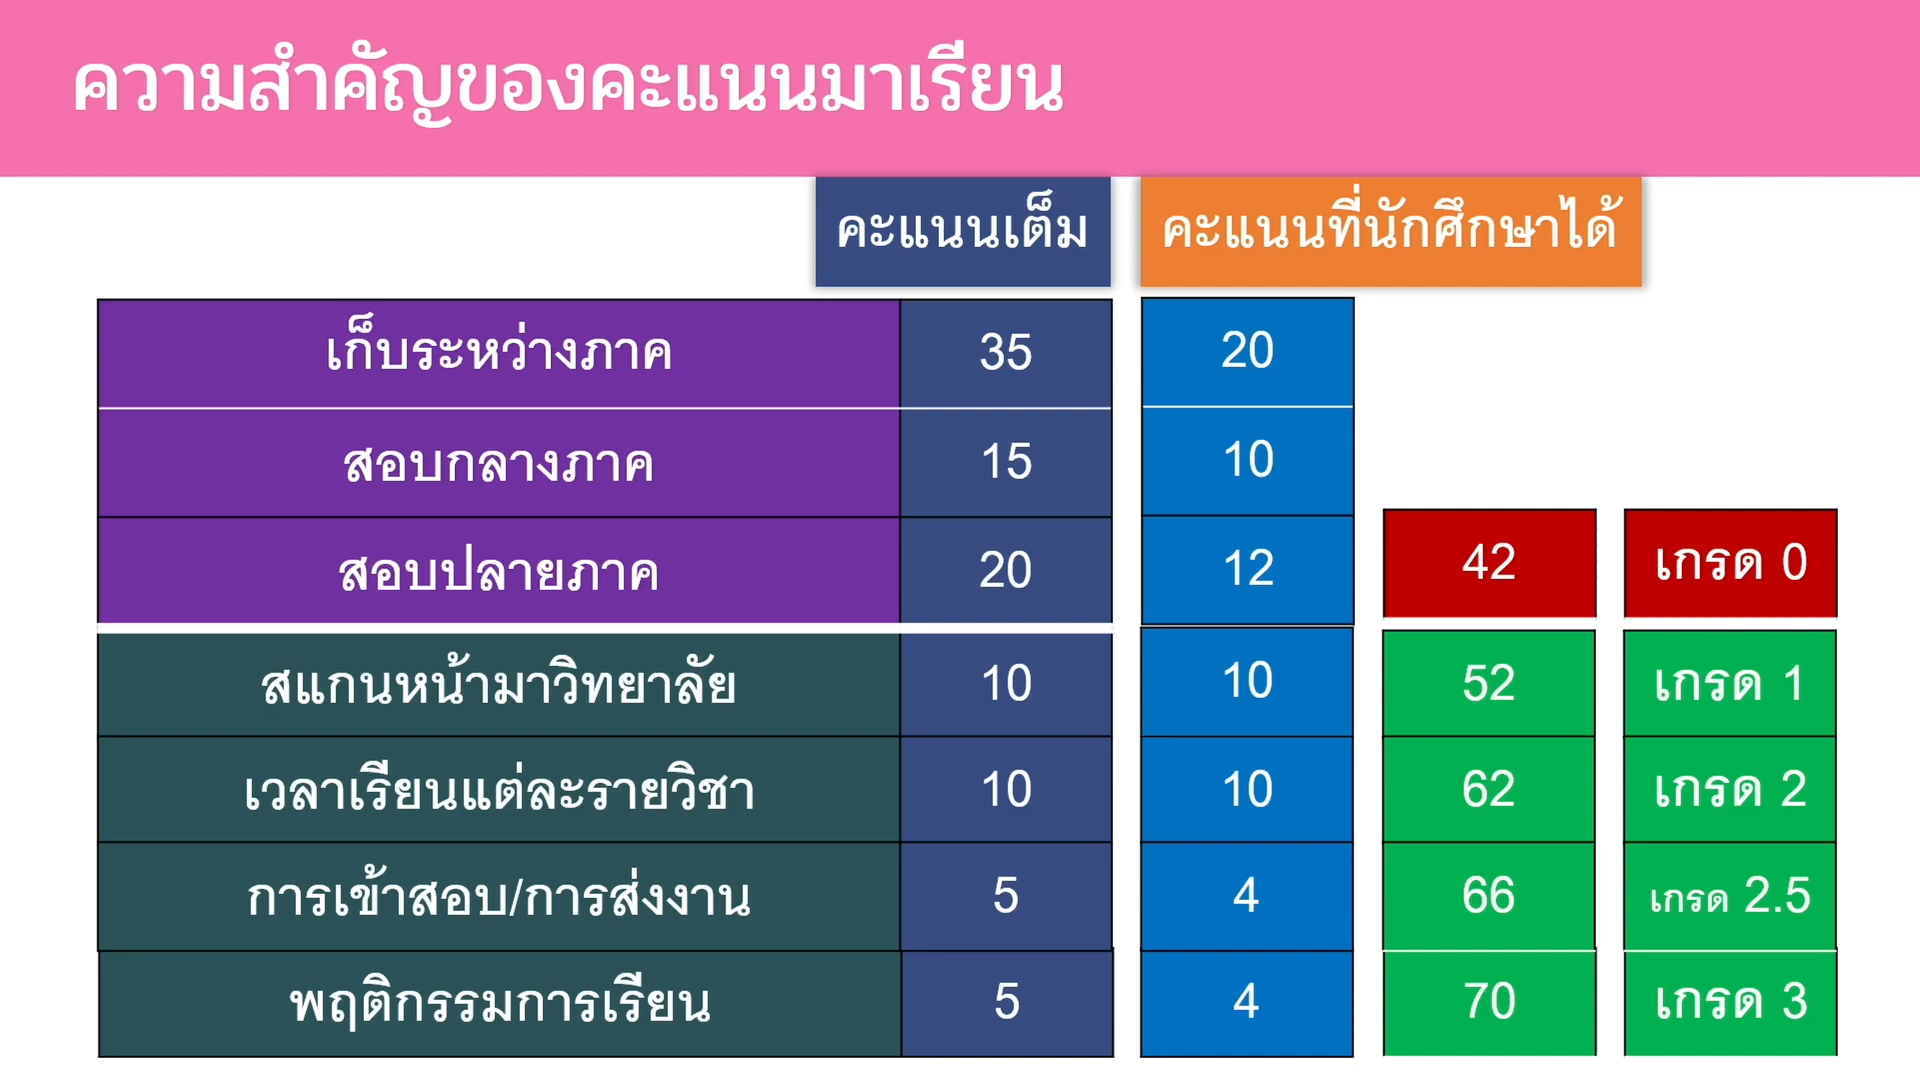 ความสำคัญของคะแนนมาเรียน
คะแนนเต็ม คะแนนที่นักศึกษาได้
เก็บระหว่างภาค 35 20
สอบกลางภาค 15 10
สอบปลายภาค 20 12 42 เกรด 0
สแกนหน้ามาวิทยาลัย 10 10 52 เกรด 1
เวลาเรียนแต่ละรายวิชา 10 10 62 เกรด 2
การเข้าสอบ/การส่งงาน 5 4 66 เกรด 2.5
พฤติกรรมการเรียน 5 4 70 เกรด 3